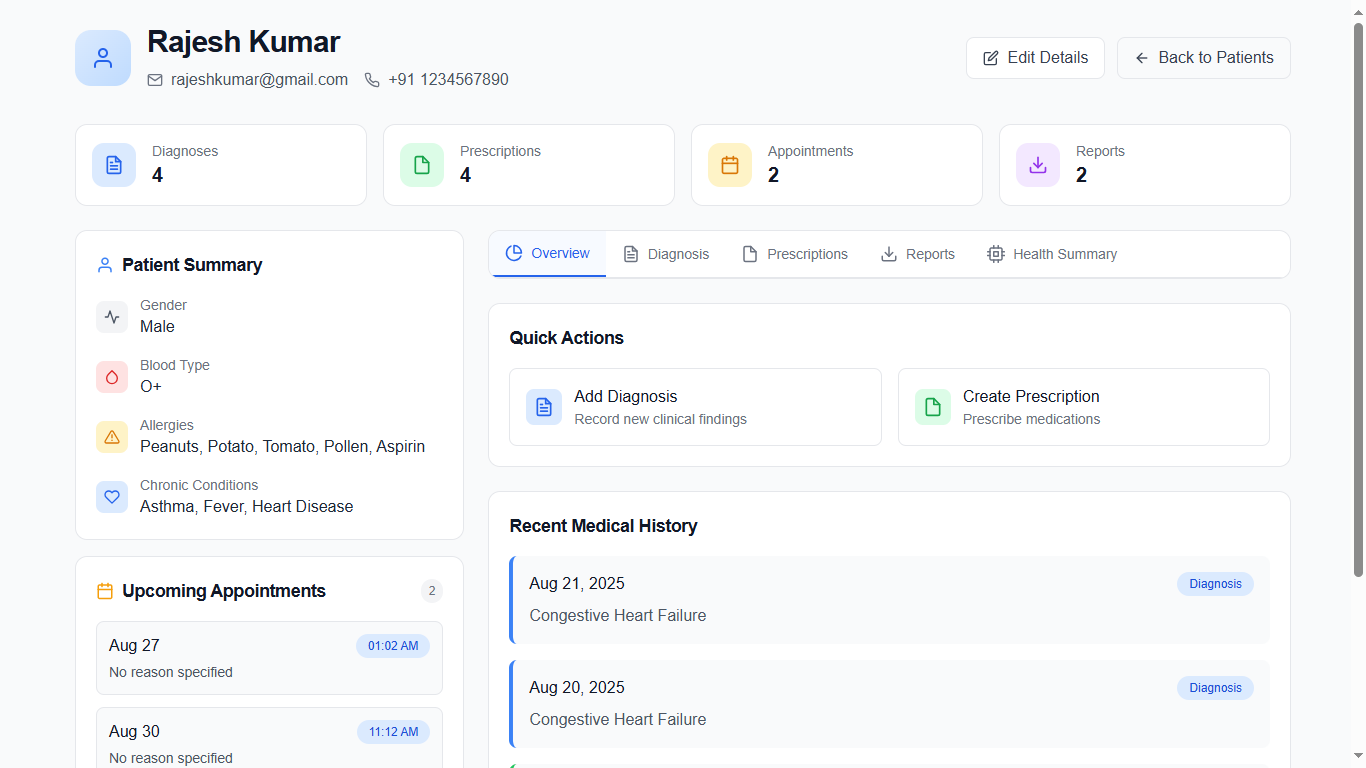 Rajesh Kumar
rajeshkumar@gmail.com +91 1234567890
Edit Details
Back to Patients
Diagnoses
4
Prescriptions
4
Appointments
2
Reports
2
Patient Summary
Gender
Male
Blood Type
O+
Allergies
Peanuts, Potato, Tomato, Pollen, Aspirin
Chronic Conditions
Asthma, Fever, Heart Disease
Upcoming Appointments 2
Aug 27 01:02 AM
No reason specified
Aug 30 11:12 AM
No reason specified
Overview Diagnosis Prescriptions Reports Health Summary
Quick Actions
Add Diagnosis
Record new clinical findings
Create Prescription
Prescribe medications
Recent Medical History
Aug 21, 2025 Diagnosis
Congestive Heart Failure
Aug 20, 2025 Diagnosis
Congestive Heart Failure